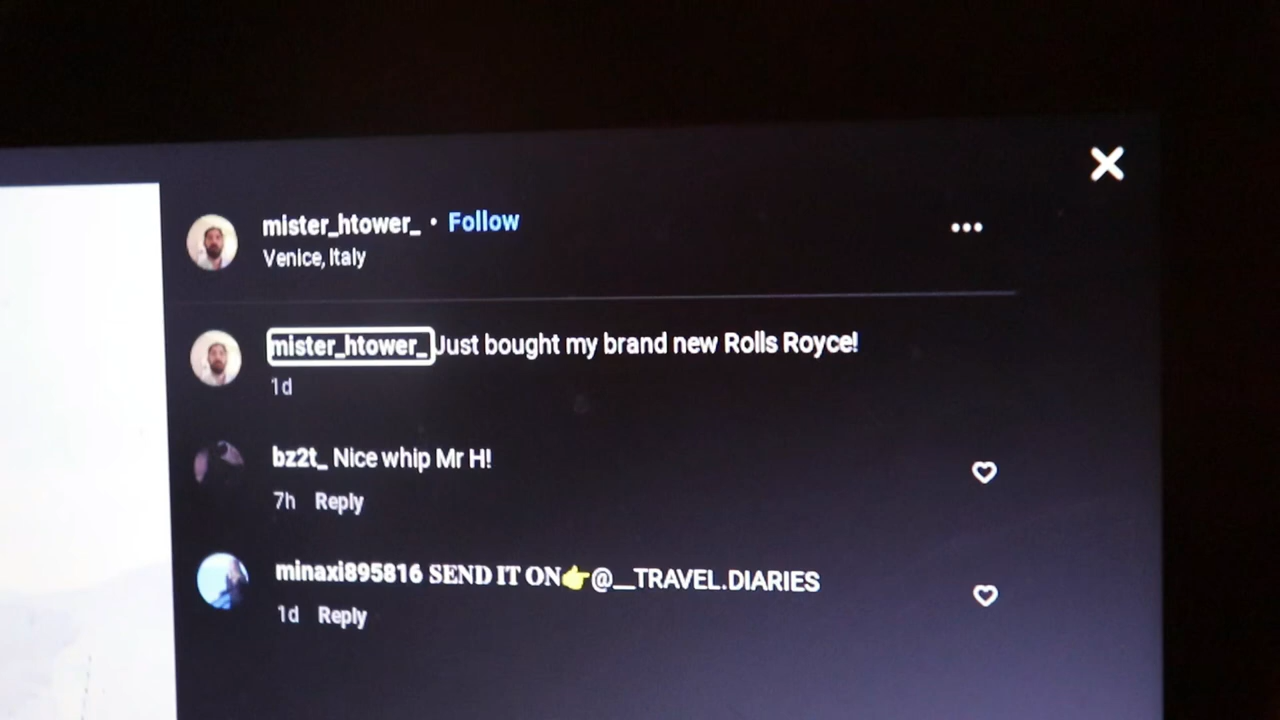 mister_htower_ • Follow
Venice, Italy
mister_htower_ Just bought my brand new Rolls Royce!
1d
bz2t_ Nice whip Mr H!
7h Reply
minaxi895816 𝐒𝐄𝐍𝐃 𝐈𝐓 𝐎𝐍👉@__TRAVEL.DIARIES
1d Reply